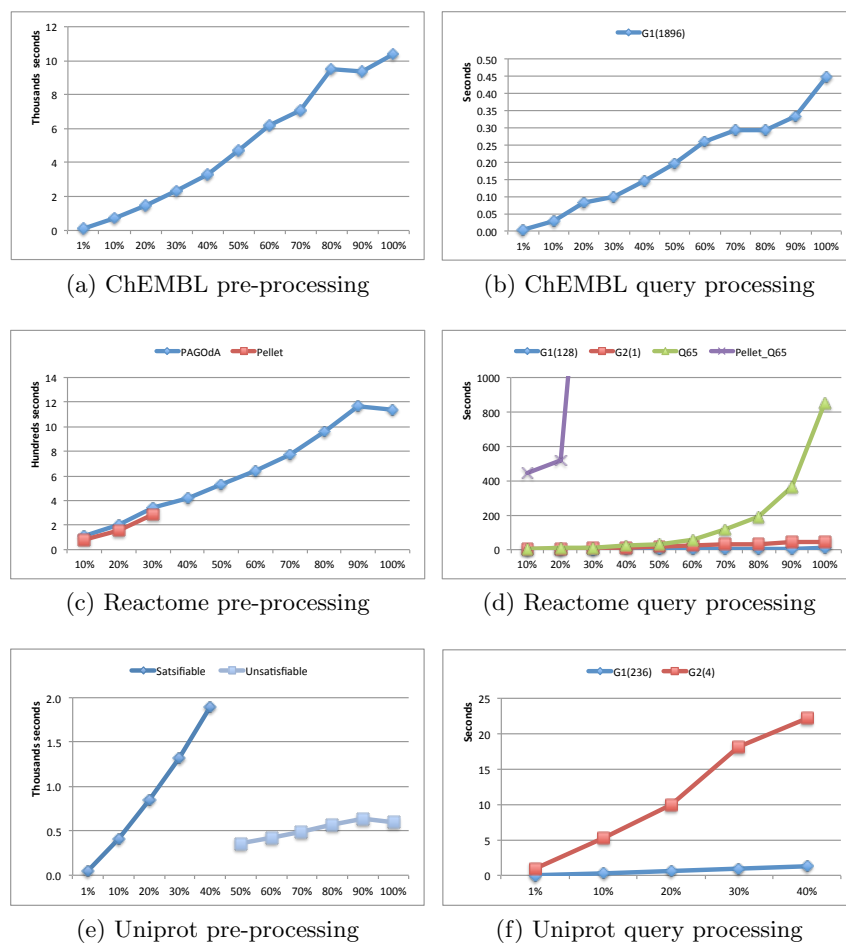 12
10
8
6
4
2
0
Thousands seconds
1% 10% 20% 30% 40% 50% 60% 70% 80% 90% 100%
(a) ChEMBL pre-processing
G1(1896)
0.50
0.45
0.40
0.35
0.30
0.25
0.20
0.15
0.10
0.05
0.00
Seconds
1% 10% 20% 30% 40% 50% 60% 70% 80% 90% 100%
(b) ChEMBL query processing
PAGOdA Pellet
14
12
10
8
6
4
2
0
Hundreds seconds
10% 20% 30% 40% 50% 60% 70% 80% 90% 100%
(c) Reactome pre-processing
G1(128) G2(1) Q65 Pellet_Q65
1000
800
600
400
200
0
Seconds
10% 20% 30% 40% 50% 60% 70% 80% 90% 100%
(d) Reactome query processing
Satsifiable Unsatisfiable
2.0
1.5
1.0
0.5
0.0
Thousands seconds
1% 10% 20% 30% 40% 50% 60% 70% 80% 90% 100%
(e) Uniprot pre-processing
G1(236) G2(4)
25
20
15
10
5
0
Seconds
1% 10% 20% 30% 40%
(f) Uniprot query processing